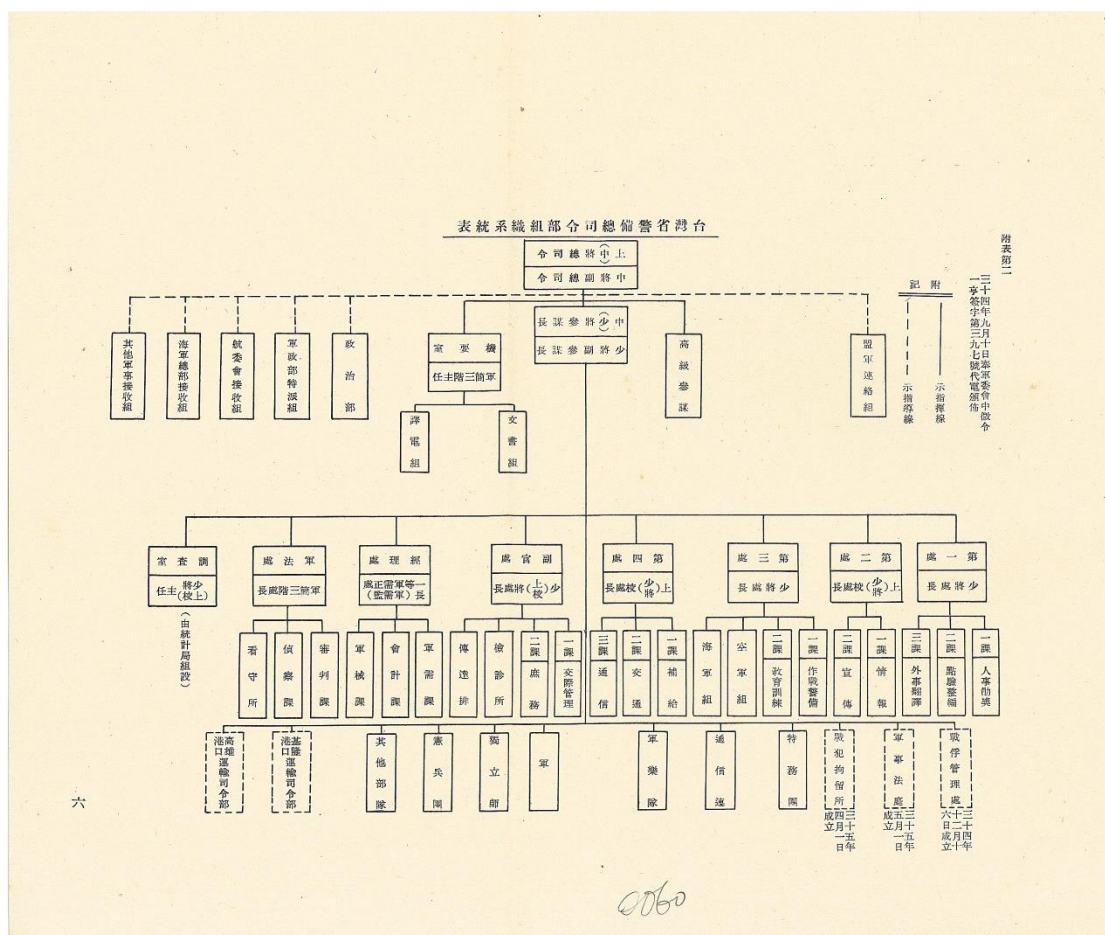 附表第二
台灣省警備總司令部組織系統表
三十四年九月十日奉軍委會中儆令
一亨簽字第三九七號代電頒佈
附記
示指揮線
示指導線
上(中)將總司令
中將副總司令
中(少)將參謀長
少將副參謀長
盟軍連絡組
高級參謀
機要室
軍簡三階主任
文書組
譯電組
政治部
軍政部特派組
航委會接收組
海軍總部接收組
其他軍事接收組
第一處
少將處長
一課 人事勛獎
二課 點驗整編
三課 外事翻譯
第二處
上校(少將)處長
一課 情報
二課 宣傳
第三處
少將處長
一課 作戰警備
二課 教育訓練
空軍組
海軍組
第四處
上校(少將)處長
一課 補給
二課 交通
三課 通信
副官處
少將(上校)處長
一課 交際管理
二課 庶務
檢診所
傳達排
經理處
一等軍需正處長(軍需監)
軍需課
會計課
軍械課
軍法處
軍簡三階處長
審判課
偵察課
看守所
調查室
少將(上校)主任
(由統計局組設)
戰俘管理處
三十四年十二月十六日成立
軍事法庭
三十五年五月一日成立
戰犯拘留所
三十五年四月一日成立
特務團
通信連
軍樂隊
軍
獨立師
憲兵團
其他部隊
基隆港口運輸司令部
高雄港口運輸司令部
六
0060